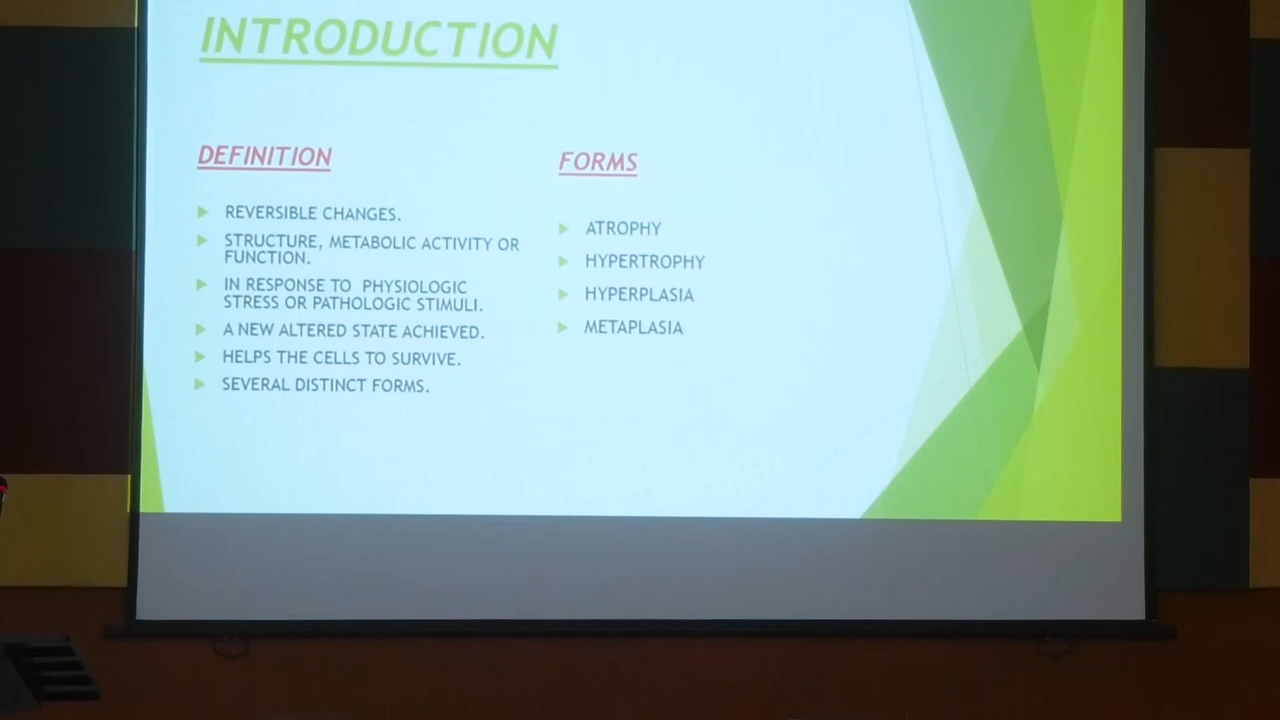 INTRODUCTION
DEFINITION
REVERSIBLE CHANGES.
STRUCTURE, METABOLIC ACTIVITY OR
FUNCTION.
IN RESPONSE TO PHYSIOLOGIC
STRESS OR PATHOLOGIC STIMULI.
A NEW ALTERED STATE ACHIEVED.
HELPS THE CELLS TO SURVIVE.
SEVERAL DISTINCT FORMS.
FORMS
ATROPHY
HYPERTROPHY
HYPERPLASIA
METAPLASIA